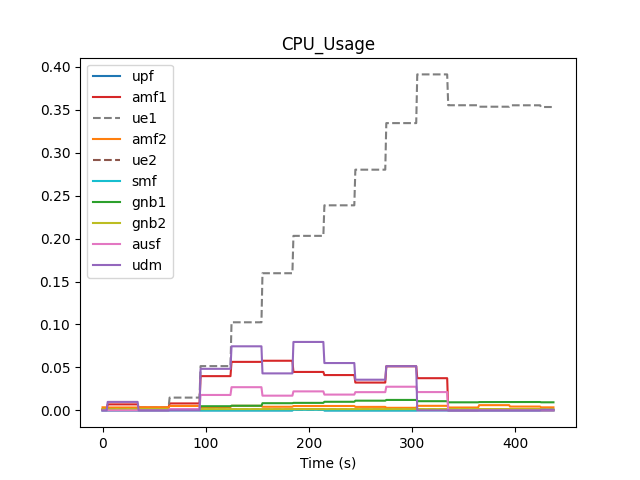 CPU_Usage
0.40
0.35
0.30
0.25
0.20
0.15
0.10
0.05
0.00
upf
amf1
ue1
amf2
ue2
smf
gnb1
gnb2
ausf
udm
0 100 200 300 400
Time (s)